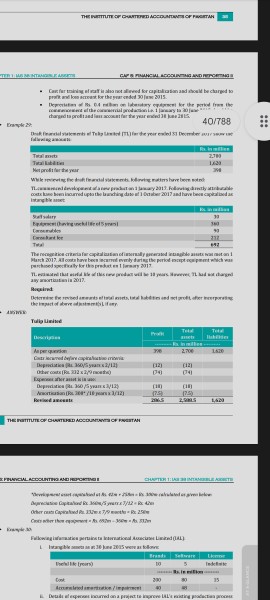 THE INSTITUTE OF CHARTERED ACCOUNTANTS OF PAKISTAN
CHAPTER 1: IAS 38 INTANGIBLE ASSETS
CAF 5: FINANCIAL ACCOUNTING AND REPORTING II
• Cost for training of staff is also not allowed for capitalization and should be charged to
profit and loss account for the year ended 30 June 2015.
• Depreciation of Rs. 0.4 million on laboratory equipment for the period from the
commencement of the commercial production i.e. 1 January to 30 June
charged to profit and loss account for the year ended 30 June 2015.
40/788
Example 29:
Draft financial statements of Tulip Limited (TL) for the year ended 31 December 2017 show the
following amounts:
Rs. in million
Total assets 2,700
Total liabilities 1,620
Net profit for the year 398
While reviewing the draft financial statements, following matters have been noted:
TL commenced development of a new product on 1 January 2017. Following directly attributable
costs have been incurred upto the launching date of 1 October 2017 and have been capitalized as
intangible asset:
Rs. in million
Staff salary 30
Equipment (having useful life of 5 years) 360
Consumables 90
Consultant fee 212
Total 692
The recognition criteria for capitalization of internally generated intangible assets was met on 1
March 2017. All costs have been incurred evenly during the period except equipment which was
purchased specifically for this product on 1 January 2017.
TL estimated that useful life of this new product will be 10 years. However, TL had not charged
any amortization in 2017.
Required:
Determine the revised amounts of total assets, total liabilities and net profit, after incorporating
the impact of above adjustment(s), if any.
ANSWER:
Tulip Limited
Description Profit Total assets Total liabilities
Rs. in million
As per question 398 2,700 1,620
Costs incurred before capitalization criteria:
Depreciation (Rs. 360/5 years x 2/12) (12) (12)
Other costs (Rs. 332 x 2/9 months) (74) (74)
Expenses after asset is in use:
Depreciation (Rs. 360 /5 years x 3/12) (18) (18)
Amortization (Rs. 300* /10 years x 3/12) (7.5) (7.5)
Revised amounts 286.5 2,588.5 1,620
THE INSTITUTE OF CHARTERED ACCOUNTANTS OF PAKISTAN
FINANCIAL ACCOUNTING AND REPORTING II
CHAPTER 1: IAS 38 INTANGIBLE ASSETS
*Development asset capitalised at Rs. 42m + 258m = Rs. 300m calculated as given below
Depreciation Capitalised Rs. 360m/5 years x 7/12 = Rs. 42m
Other costs Capitalised Rs. 332m x 7/9 months = Rs. 258m
Costs other than equipment = Rs. 692m – 360m = Rs. 332m
Example 30:
Following information pertains to International Associates Limited (IAL):
i. Intangible assets as at 30 June 2015 were as follows:
Brands Software License
Useful life (years) 10 5 Indefinite
Rs. in million
Cost 200 80 15
Accumulated amortisation / impairment 40 48 -
ii. Details of expenses incurred on a project to improve IAL's existing production process